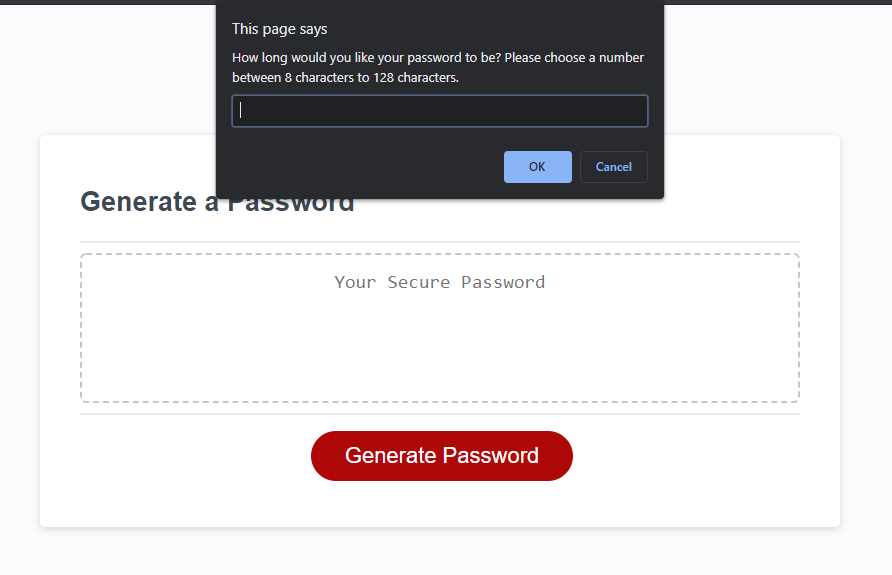 This page says
How long would you like your password to be? Please choose a number
between 8 characters to 128 characters.
OK
Cancel
Generate a Password
Your Secure Password
Generate Password